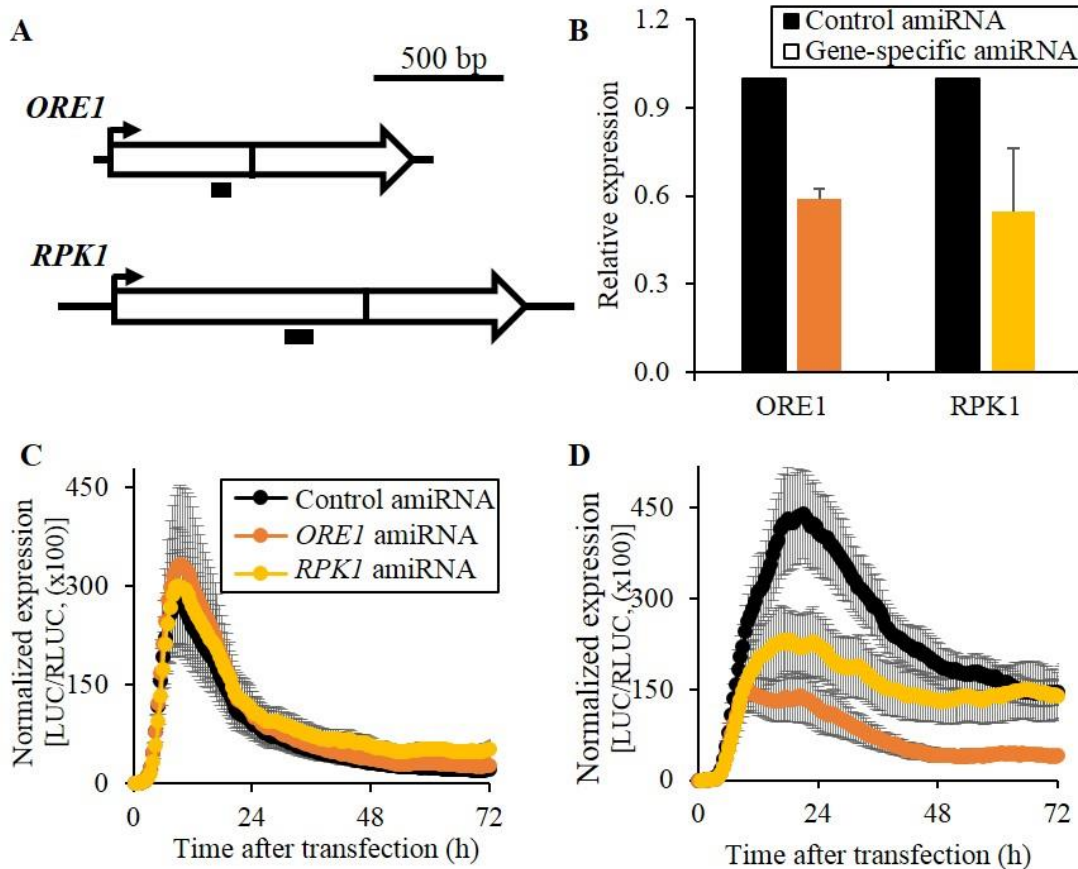 A
500 bp
ORE1
RPK1
B
Control amiRNA
Gene-specific amiRNA
Relative expression
1.2
0.9
0.6
0.3
0.0
ORE1
RPK1
C
Control amiRNA
ORE1 amiRNA
RPK1 amiRNA
Normalized expression
[LUC/RLUC, (x100)]
450
300
150
0
0
24
48
72
Time after transfection (h)
D
Normalized expression
[LUC/RLUC, (x100)]
450
300
150
0
0
24
48
72
Time after transfection (h)